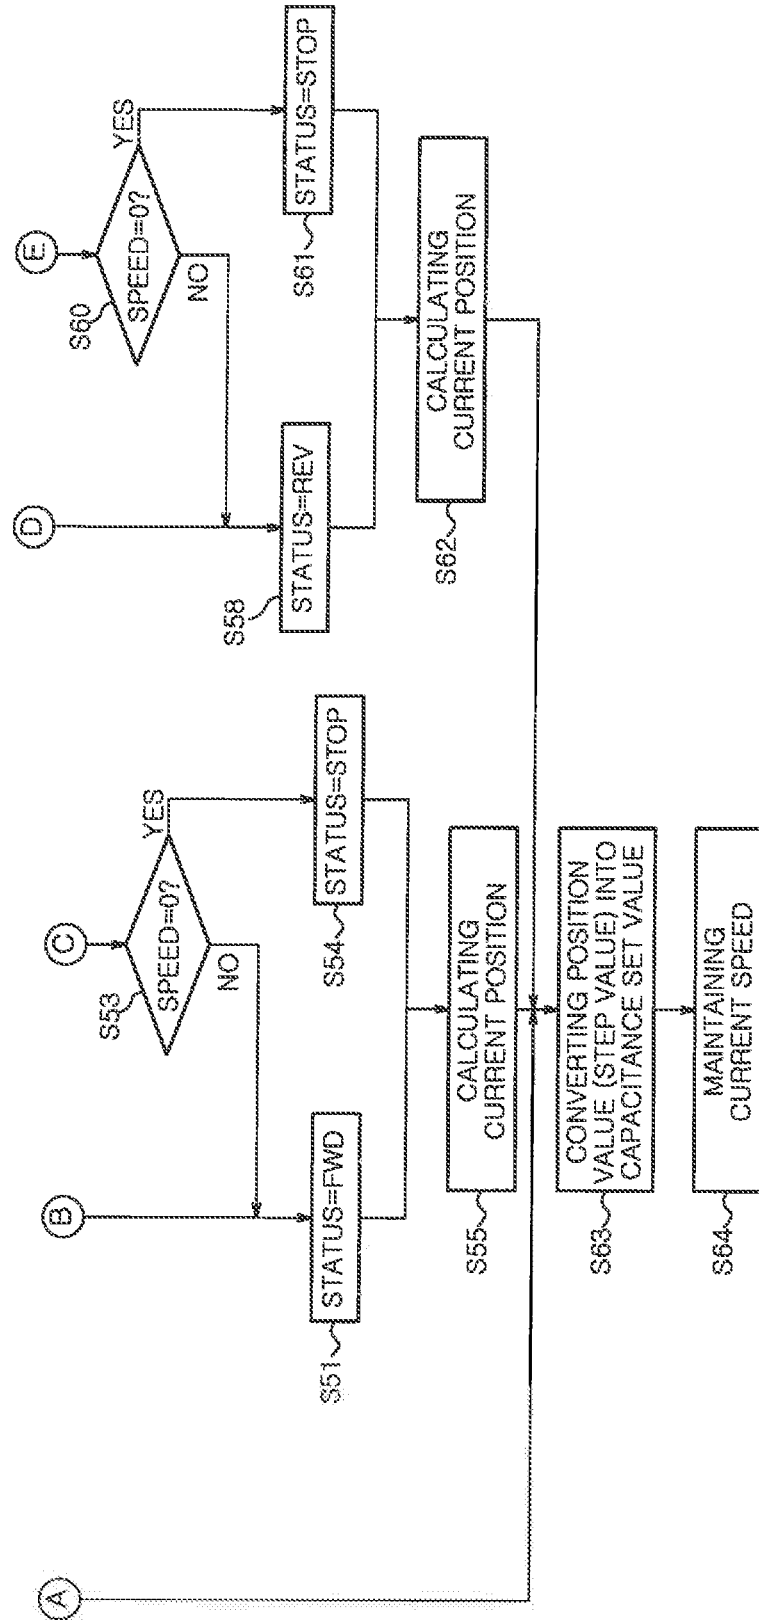 A
B
C
D
E
S53
SPEED=0?
YES
NO
S60
SPEED=0?
YES
NO
S51
STATUS=FWD
S54
STATUS=STOP
S58
STATUS=REV
S61
STATUS=STOP
S55
CALCULATING
CURRENT POSITION
S62
CALCULATING
CURRENT POSITION
S63
CONVERTING POSITION
VALUE (STEP VALUE) INTO
CAPACITANCE SET VALUE
S64
MAINTAINING
CURRENT SPEED